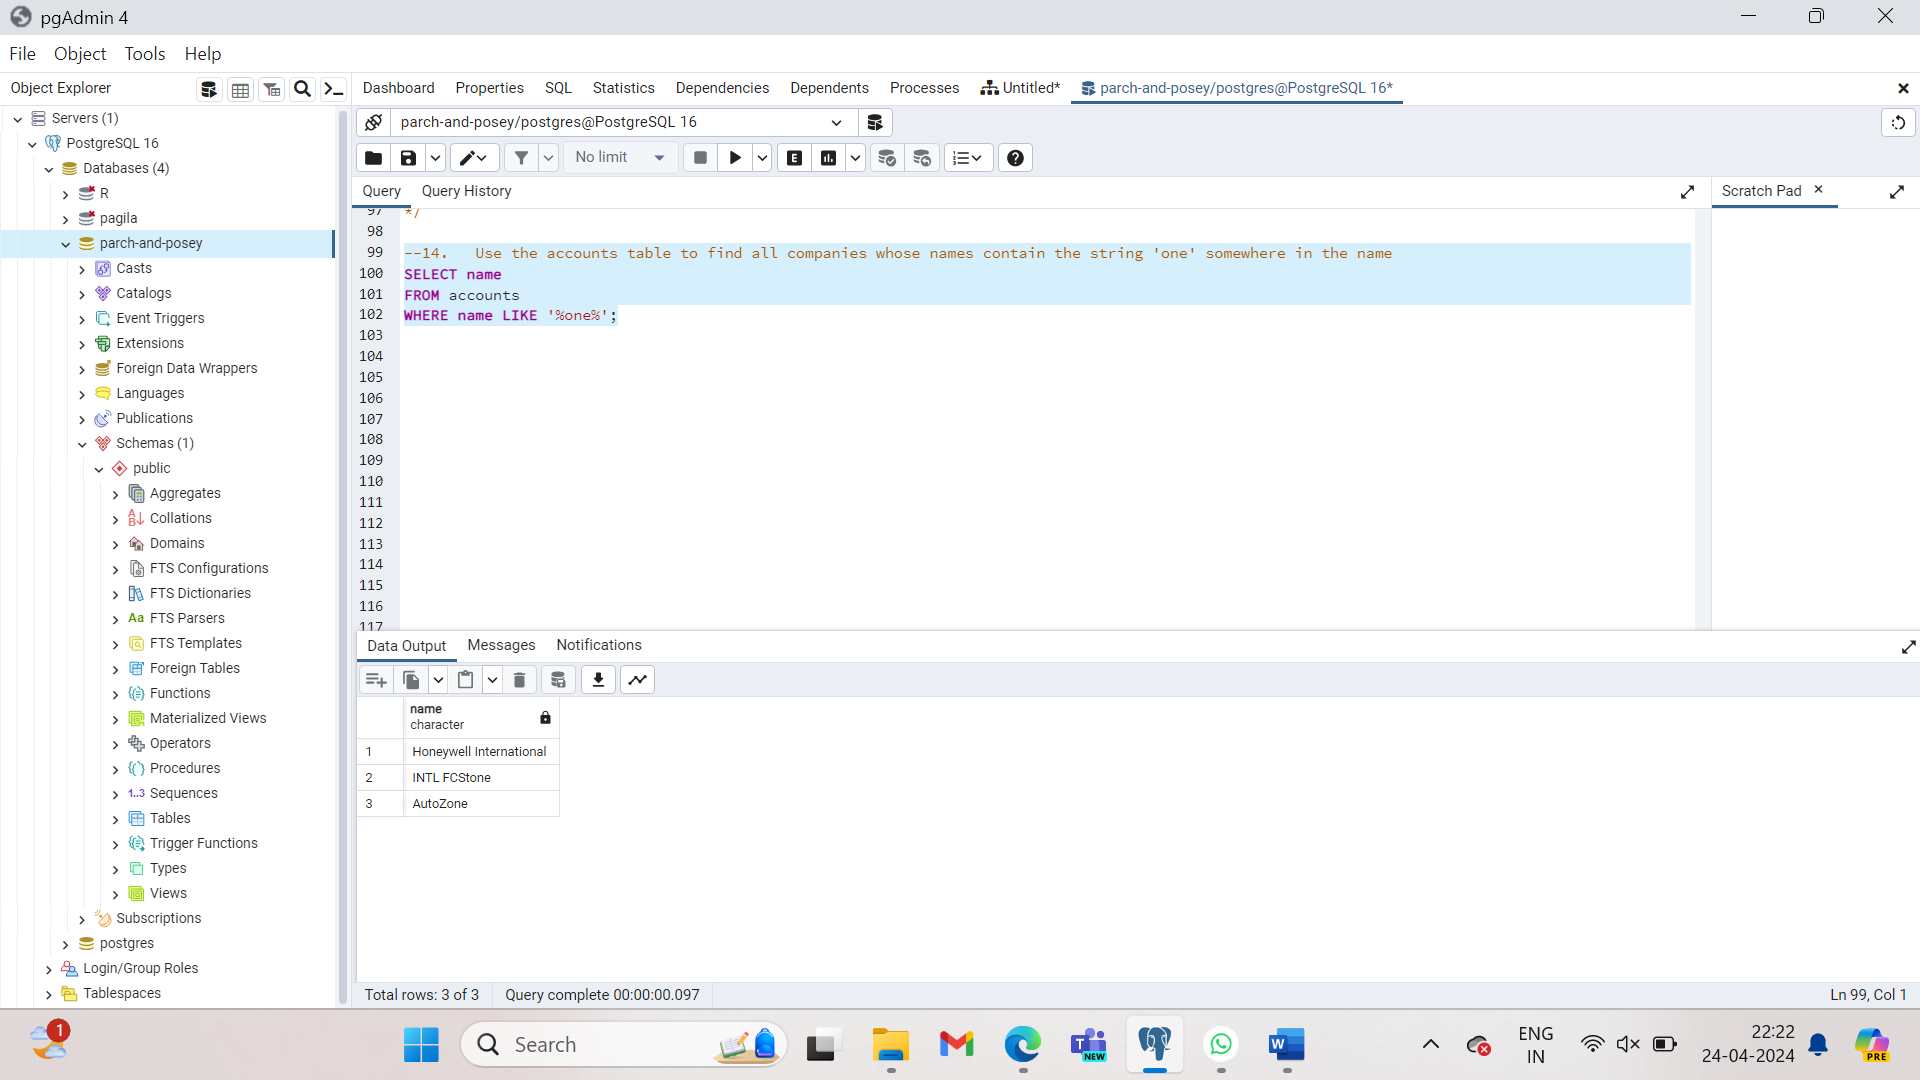 pgAdmin 4
File Object Tools Help
Object Explorer
Dashboard Properties SQL Statistics Dependencies Dependents Processes Untitled* parch-and-posey/postgres@PostgreSQL 16*
Servers (1)
PostgreSQL 16
Databases (4)
R
pagila
parch-and-posey
Casts
Catalogs
Event Triggers
Extensions
Foreign Data Wrappers
Languages
Publications
Schemas (1)
public
Aggregates
Collations
Domains
FTS Configurations
FTS Dictionaries
Aa FTS Parsers
FTS Templates
Foreign Tables
Functions
Materialized Views
Operators
Procedures
1..3 Sequences
Tables
Trigger Functions
Types
Views
Subscriptions
postgres
Login/Group Roles
Tablespaces
parch-and-posey/postgres@PostgreSQL 16
No limit
E
Query Query History
Scratch Pad
97 */
98
99 --14. Use the accounts table to find all companies whose names contain the string 'one' somewhere in the name
100 SELECT name
101 FROM accounts
102 WHERE name LIKE '%one%';
103
104
105
106
107
108
109
110
111
112
113
114
115
116
117
Data Output Messages Notifications
name
character
1 Honeywell International
2 INTL FCStone
3 AutoZone
Total rows: 3 of 3 Query complete 00:00:00.097 Ln 99, Col 1
1
Search
T
NEW
W
ENG
IN
22:22
24-04-2024
PRE